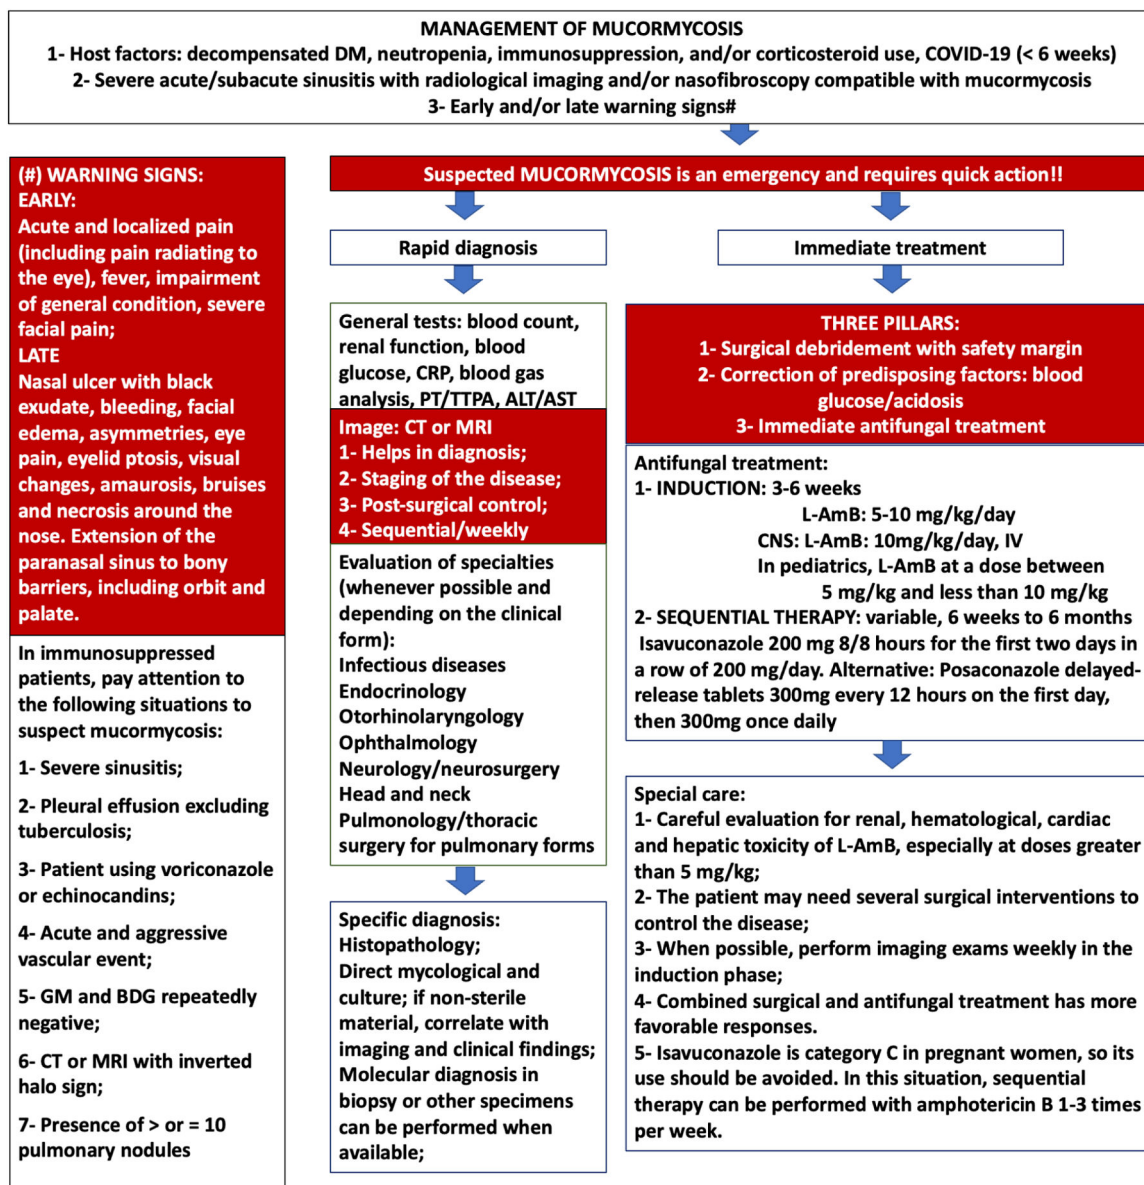 MANAGEMENT OF MUCORMYCOSIS
1- Host factors: decompensated DM, neutropenia, immunosuppression, and/or corticosteroid use, COVID-19 (< 6 weeks)
2- Severe acute/subacute sinusitis with radiological imaging and/or nasofibroscopy compatible with mucormycosis
3- Early and/or late warning signs#
(#) WARNING SIGNS:
EARLY:
Acute and localized pain
(including pain radiating to
the eye), fever, impairment
of general condition, severe
facial pain;
LATE
Nasal ulcer with black
exudate, bleeding, facial
edema, asymmetries, eye
pain, eyelid ptosis, visual
changes, amaurosis, bruises
and necrosis around the
nose. Extension of the
paranasal sinus to bony
barriers, including orbit and
palate.
In immunosuppressed
patients, pay attention to
the following situations to
suspect mucormycosis:
1- Severe sinusitis;
2- Pleural effusion excluding
tuberculosis;
3- Patient using voriconazole
or echinocandins;
4- Acute and aggressive
vascular event;
5- GM and BDG repeatedly
negative;
6- CT or MRI with inverted
halo sign;
7- Presence of > or = 10
pulmonary nodules
Suspected MUCORMYCOSIS is an emergency and requires quick action!!
Rapid diagnosis
General tests: blood count,
renal function, blood
glucose, CRP, blood gas
analysis, PT/TTPA, ALT/AST
Image: CT or MRI
1- Helps in diagnosis;
2- Staging of the disease;
3- Post-surgical control;
4- Sequential/weekly
Evaluation of specialties
(whenever possible and
depending on the clinical
form):
Infectious diseases
Endocrinology
Otorhinolaryngology
Ophthalmology
Neurology/neurosurgery
Head and neck
Pulmonology/thoracic
surgery for pulmonary forms
Specific diagnosis:
Histopathology;
Direct mycological and
culture; if non-sterile
material, correlate with
imaging and clinical findings;
Molecular diagnosis in
biopsy or other specimens
can be performed when
available;
Immediate treatment
THREE PILLARS:
1- Surgical debridement with safety margin
2- Correction of predisposing factors: blood
glucose/acidosis
3- Immediate antifungal treatment
Antifungal treatment:
1- INDUCTION: 3-6 weeks
L-AmB: 5-10 mg/kg/day
CNS: L-AmB: 10mg/kg/day, IV
In pediatrics, L-AmB at a dose between
5 mg/kg and less than 10 mg/kg
2- SEQUENTIAL THERAPY: variable, 6 weeks to 6 months
Isavuconazole 200 mg 8/8 hours for the first two days in
a row of 200 mg/day. Alternative: Posaconazole delayed-
release tablets 300mg every 12 hours on the first day,
then 300mg once daily
Special care:
1- Careful evaluation for renal, hematological, cardiac
and hepatic toxicity of L-AmB, especially at doses greater
than 5 mg/kg;
2- The patient may need several surgical interventions to
control the disease;
3- When possible, perform imaging exams weekly in the
induction phase;
4- Combined surgical and antifungal treatment has more
favorable responses.
5- Isavuconazole is category C in pregnant women, so its
use should be avoided. In this situation, sequential
therapy can be performed with amphotericin B 1-3 times
per week.